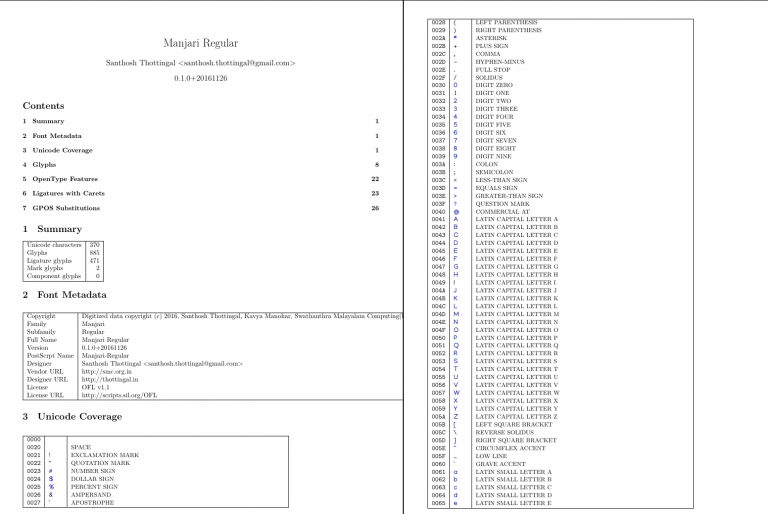 Manjari Regular
Santhosh Thottingal <santhosh.thottingal@gmail.com>
0.1.0+20161126
Contents
1 Summary 1
2 Font Metadata 1
3 Unicode Coverage 1
4 Glyphs 8
5 OpenType Features 22
6 Ligatures with Carets 23
7 GPOS Substitutions 26
1 Summary
Unicode characters 370
Glyphs 885
Ligature glyphs 471
Mark glyphs 2
Component glyphs 0
2 Font Metadata
Copyright Digitized data copyright (c) 2016, Santhosh Thottingal, Kavya Manohar, Swathanthra Malayalam Computing
Family Manjari
Subfamily Regular
Full Name Manjari Regular
Version 0.1.0+20161126
PostScrpt Name Manjari-Regular
Designer Santhosh Thottingal <santhosh.thottingal@gmail.com>
Vendor URL http://smc.org.in
Designer URL http://thottingal.in
License OFL v1.1
License URL http://scripts.sil.org/OFL
3 Unicode Coverage
0000
0020 SPACE
0021 ! EXCLAMATION MARK
0022 " QUOTATION MARK
0023 # NUMBER SIGN
0024 $ DOLLAR SIGN
0025 % PERCENT SIGN
0026 & AMPERSAND
0027 ' APOSTROPHE
0028 ( LEFT PARENTHESIS
0029 ) RIGHT PARENTHESIS
002A * ASTERISK
002B + PLUS SIGN
002C , COMMA
002D - HYPHEN-MINUS
002E . FULL STOP
002F / SOLIDUS
0030 0 DIGIT ZERO
0031 1 DIGIT ONE
0032 2 DIGIT TWO
0033 3 DIGIT THREE
0034 4 DIGIT FOUR
0035 5 DIGIT FIVE
0036 6 DIGIT SIX
0037 7 DIGIT SEVEN
0038 8 DIGIT EIGHT
0039 9 DIGIT NINE
003A : COLON
003B ; SEMICOLON
003C < LESS-THAN SIGN
003D = EQUALS SIGN
003E > GREATER-THAN SIGN
003F ? QUESTION MARK
0040 @ COMMERCIAL AT
0041 A LATIN CAPITAL LETTER A
0042 B LATIN CAPITAL LETTER B
0043 C LATIN CAPITAL LETTER C
0044 D LATIN CAPITAL LETTER D
0045 E LATIN CAPITAL LETTER E
0046 F LATIN CAPITAL LETTER F
0047 G LATIN CAPITAL LETTER G
0048 H LATIN CAPITAL LETTER H
0049 I LATIN CAPITAL LETTER I
004A J LATIN CAPITAL LETTER J
004B K LATIN CAPITAL LETTER K
004C L LATIN CAPITAL LETTER L
004D M LATIN CAPITAL LETTER M
004E N LATIN CAPITAL LETTER N
004F O LATIN CAPITAL LETTER O
0050 P LATIN CAPITAL LETTER P
0051 Q LATIN CAPITAL LETTER Q
0052 R LATIN CAPITAL LETTER R
0053 S LATIN CAPITAL LETTER S
0054 T LATIN CAPITAL LETTER T
0055 U LATIN CAPITAL LETTER U
0056 V LATIN CAPITAL LETTER V
0057 W LATIN CAPITAL LETTER W
0058 X LATIN CAPITAL LETTER X
0059 Y LATIN CAPITAL LETTER Y
005A Z LATIN CAPITAL LETTER Z
005B [ LEFT SQUARE BRACKET
005C \ REVERSE SOLIDUS
005D ] RIGHT SQUARE BRACKET
005E ^ CIRCUMFLEX ACCENT
005F _ LOW LINE
0060 ` GRAVE ACCENT
0061 a LATIN SMALL LETTER A
0062 b LATIN SMALL LETTER B
0063 c LATIN SMALL LETTER C
0064 d LATIN SMALL LETTER D
0065 e LATIN SMALL LETTER E